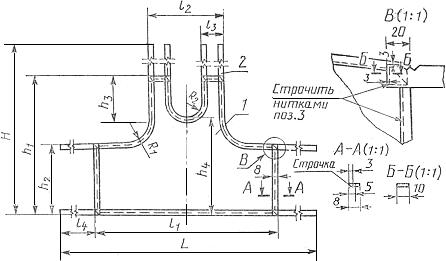 l₂
l₃
2
h₃
R
1
H
h₁
R₁
h₄
h₂
В
8
А
А
l₄
l₁
L
В(1:1)
20
3
Б
Б
3
Строчить
нитками
поз.3
А-А(1:1)
Строчка
3
5
8
Б-Б(1:1)
10